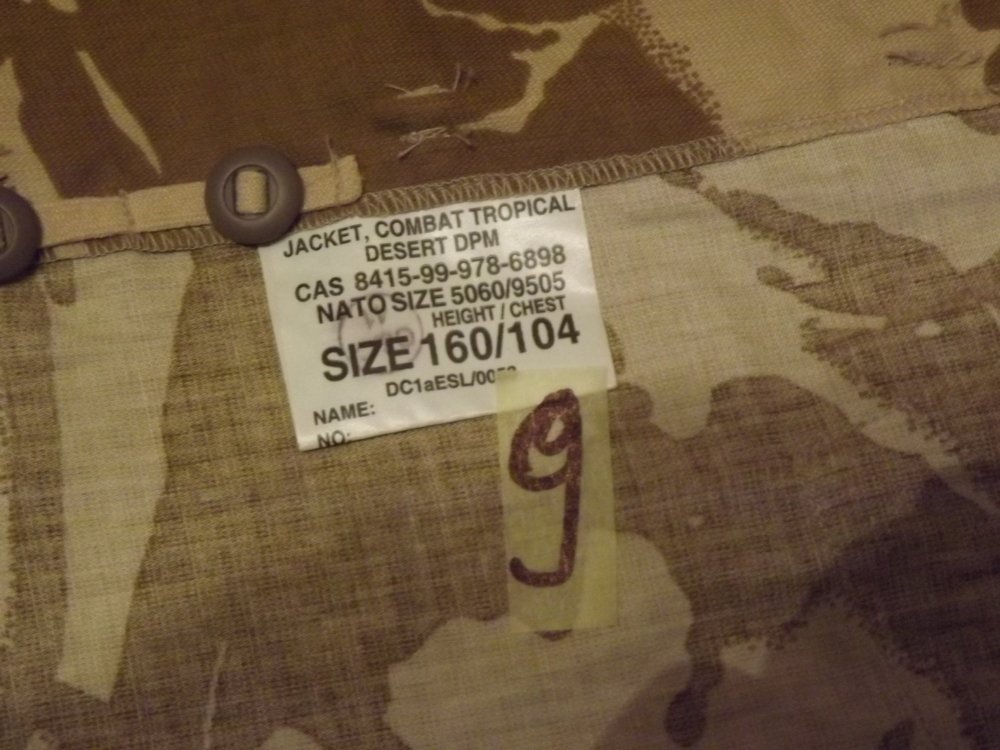 JACKET, COMBAT TROPICAL
DESERT DPM
CAS 8415-99-978-6898
NATO SIZE 5060/9505
HEIGHT / CHEST
SIZE 160/104
NAME:
NO:
9